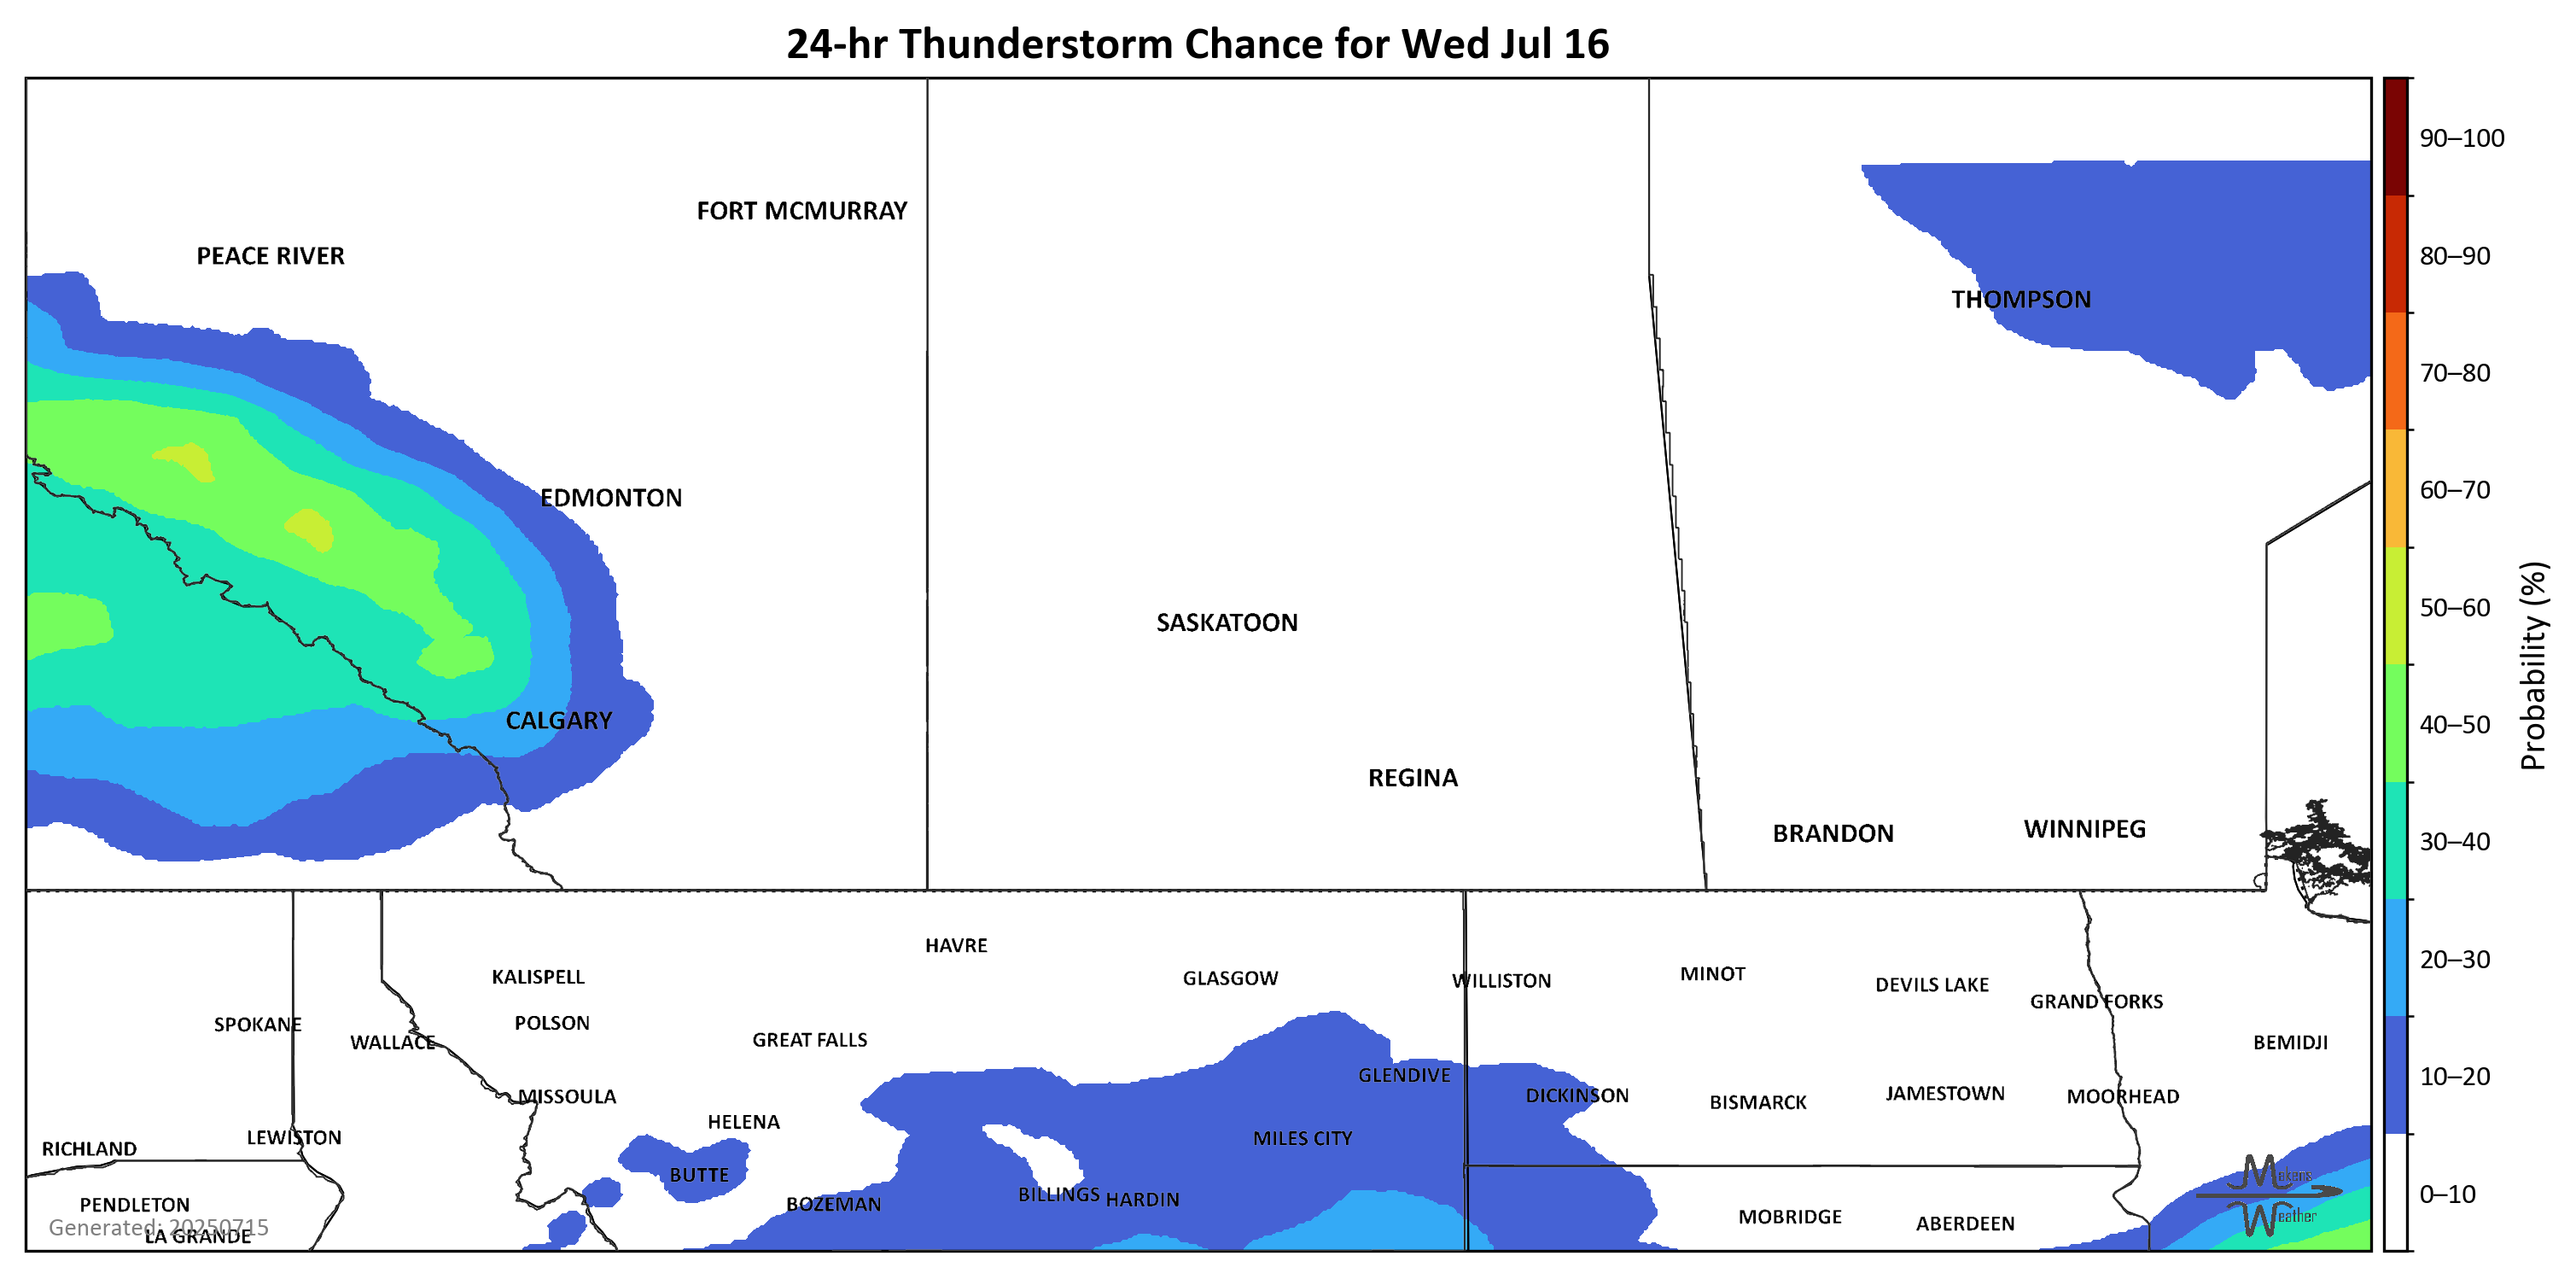 24-hr Thunderstorm Chance for Wed Jul 16
FORT MCMURRAY
PEACE RIVER
THOMPSON
EDMONTON
SASKATOON
CALGARY
REGINA
BRANDON
WINNIPEG
HAVRE
KALISPELL
GLASGOW
WILLISTON
MINOT
DEVILS LAKE
GRAND FORKS
SPOKANE
POLSON
WALLACE
GREAT FALLS
BEMIDJI
GLENDIVE
MISSOULA
DICKINSON
BISMARCK
JAMESTOWN
MOORHEAD
HELENA
LEWISTON
MILES CITY
RICHLAND
BUTTE
BILLINGS
HARDIN
PENDLETON
BOZEMAN
MOBRIDGE
ABERDEEN
Generated: 20250715
LA GRANDE
Mekens
Weather
90–100
80–90
70–80
60–70
50–60
40–50
30–40
20–30
10–20
0–10
Probability (%)